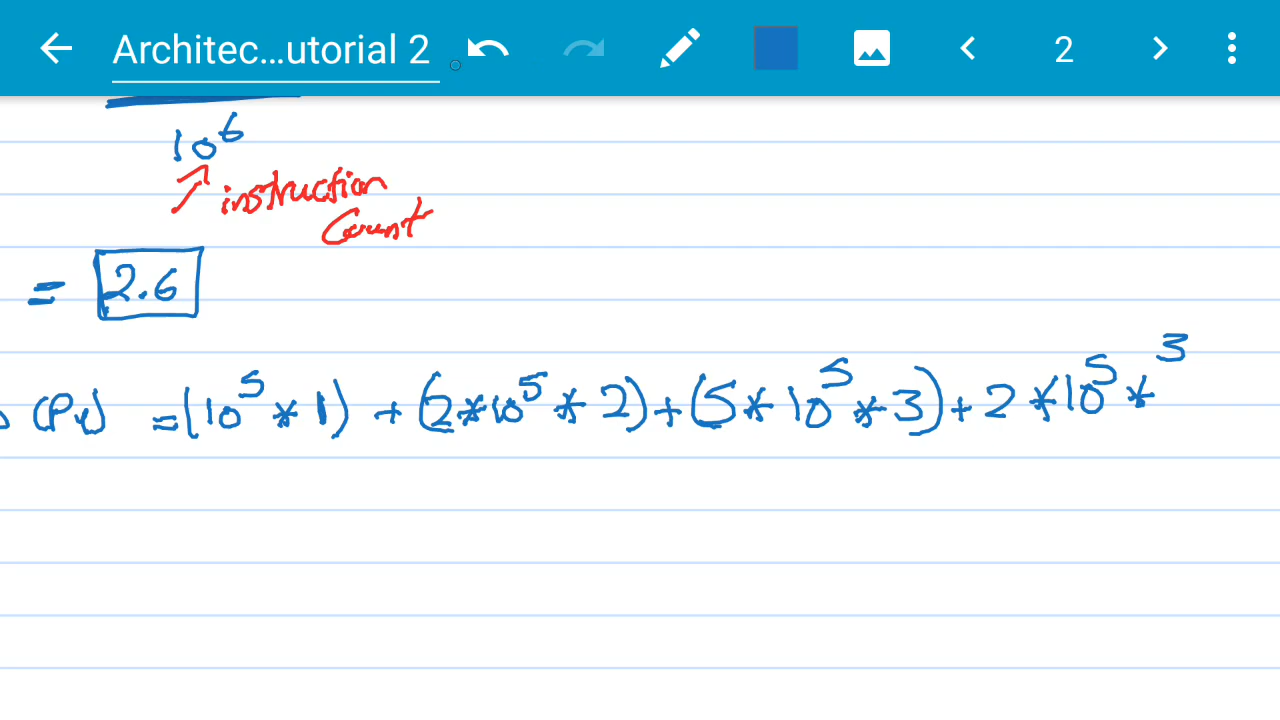 Architec...utorial 2
2
10^6
instruction
count
= 2.6
(P1) = (10^5 * 1) + (2*10^5 * 2) + (5*10^5 * 3) + 2*10^5 * 3